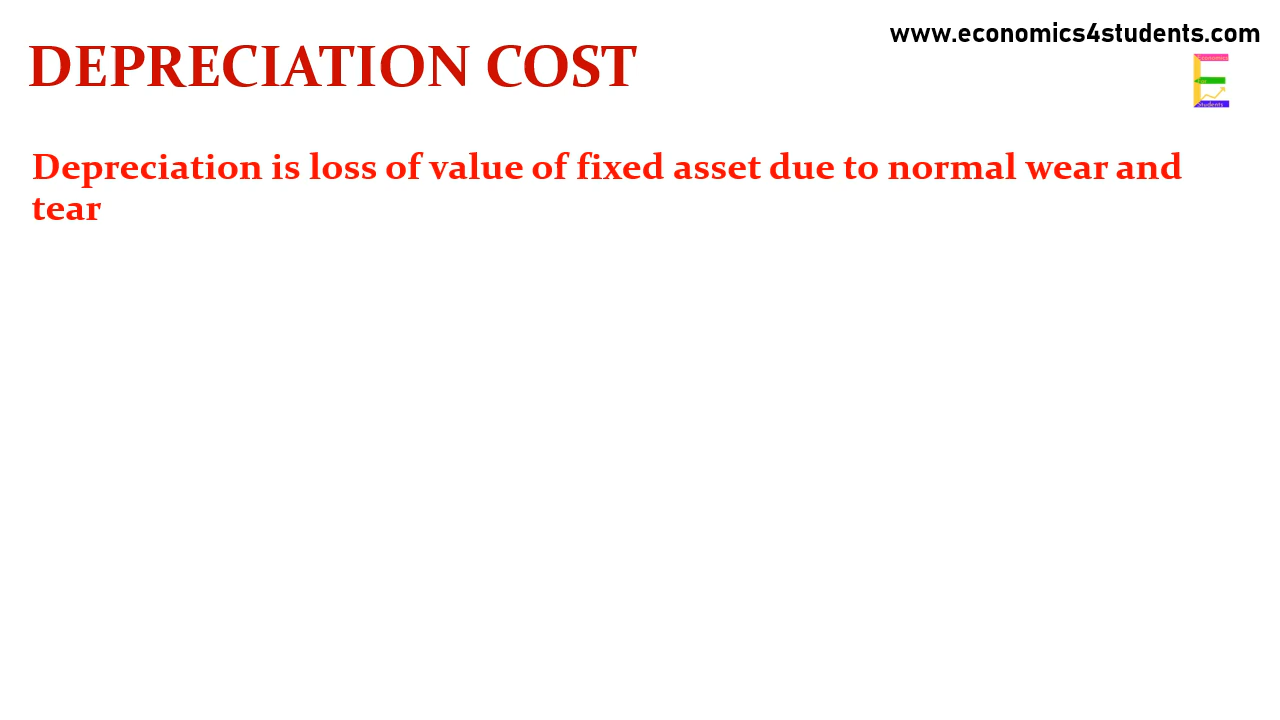 www.economics4students.com
DEPRECIATION COST
Students
Depreciation is loss of value of fixed asset due to normal wear and
tear